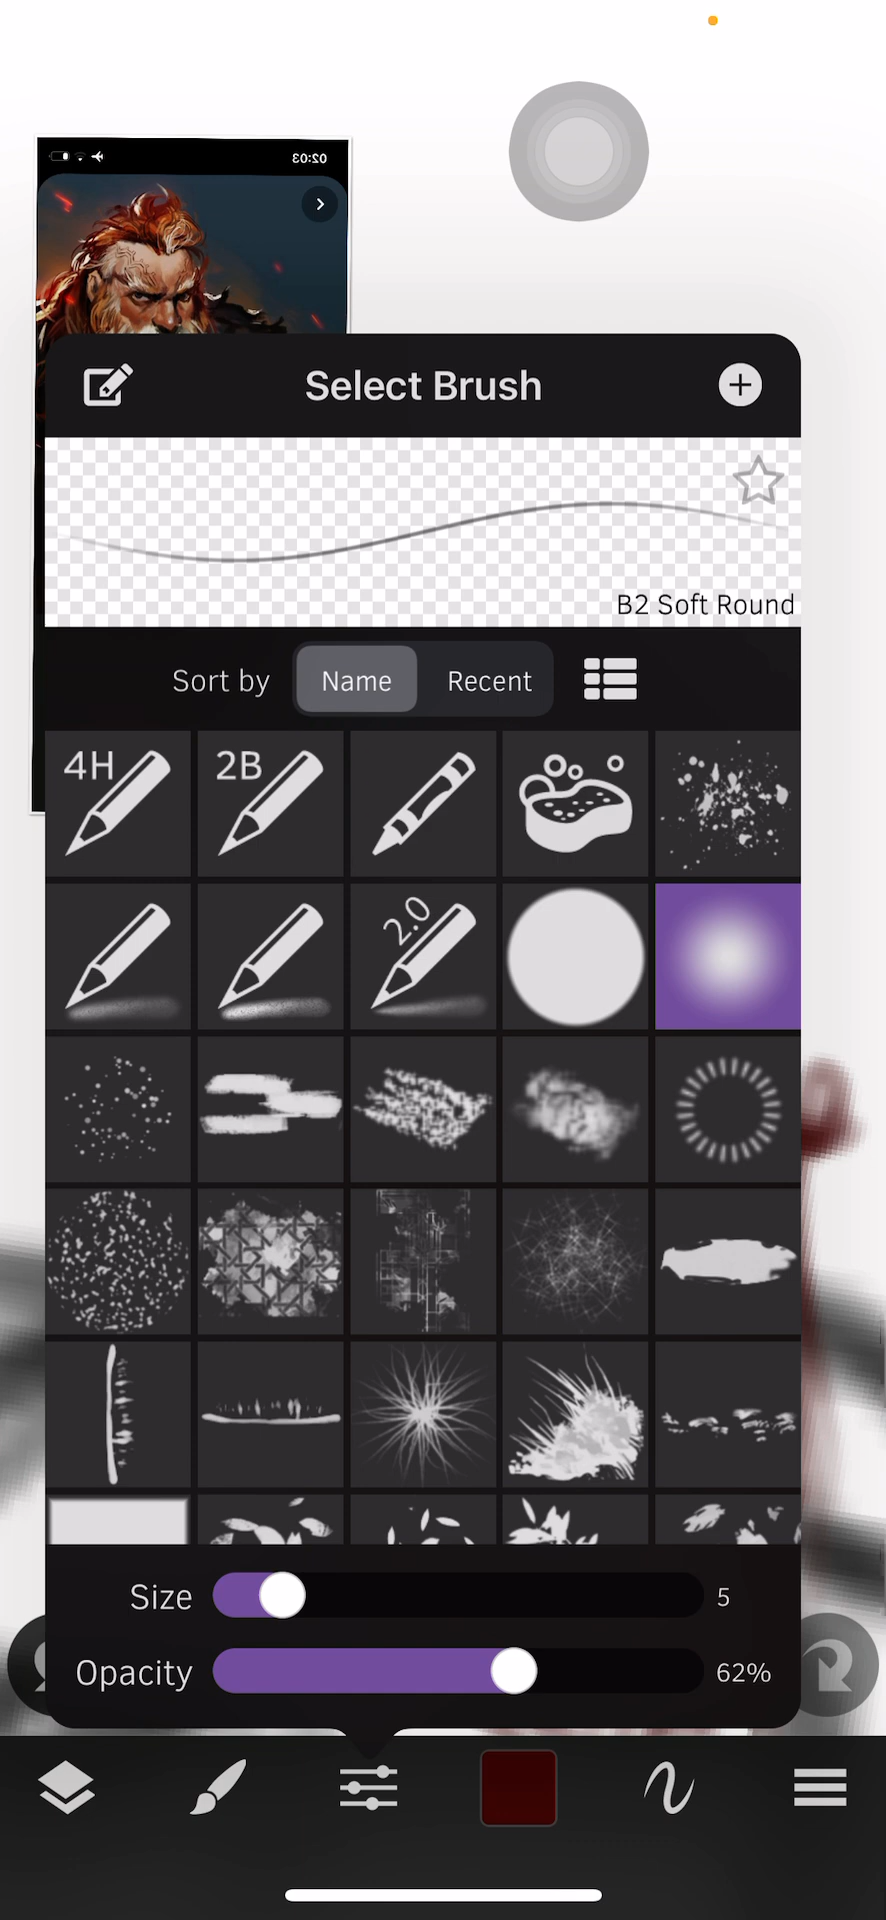 02:03
Select Brush
B2 Soft Round
Sort by
Name
Recent
4H
2B
2.0
Size
5
Opacity
62%